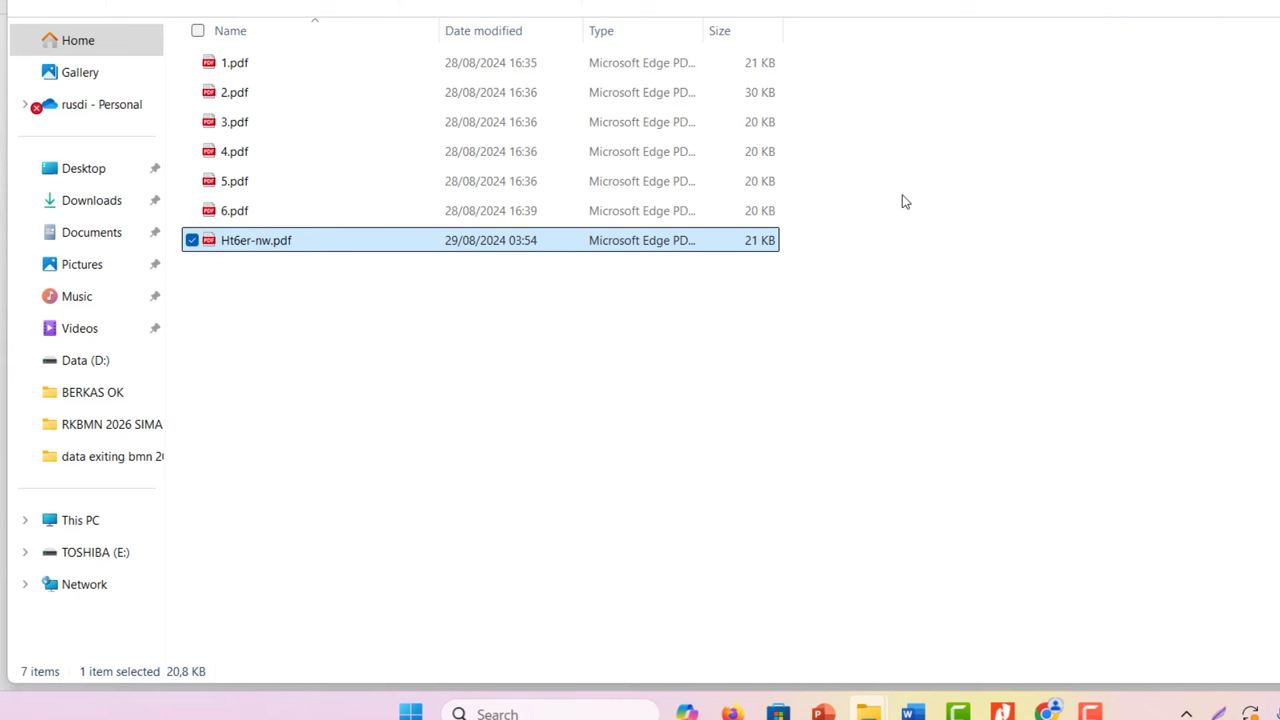 Name Date modified Type Size
Home
1.pdf 28/08/2024 16:35 Microsoft Edge PD... 21 KB
Gallery
2.pdf 28/08/2024 16:36 Microsoft Edge PD... 30 KB
rusdi - Personal
3.pdf 28/08/2024 16:36 Microsoft Edge PD... 20 KB
4.pdf 28/08/2024 16:36 Microsoft Edge PD... 20 KB
Desktop
5.pdf 28/08/2024 16:36 Microsoft Edge PD... 20 KB
Downloads
6.pdf 28/08/2024 16:39 Microsoft Edge PD... 20 KB
Documents
Ht6er-nw.pdf 29/08/2024 03:54 Microsoft Edge PD... 21 KB
Pictures
Music
Videos
Data (D:)
BERKAS OK
RKBMN 2026 SIMA
data exiting bmn 20
This PC
TOSHIBA (E:)
Network
7 items 1 item selected 20,8 KB
Search